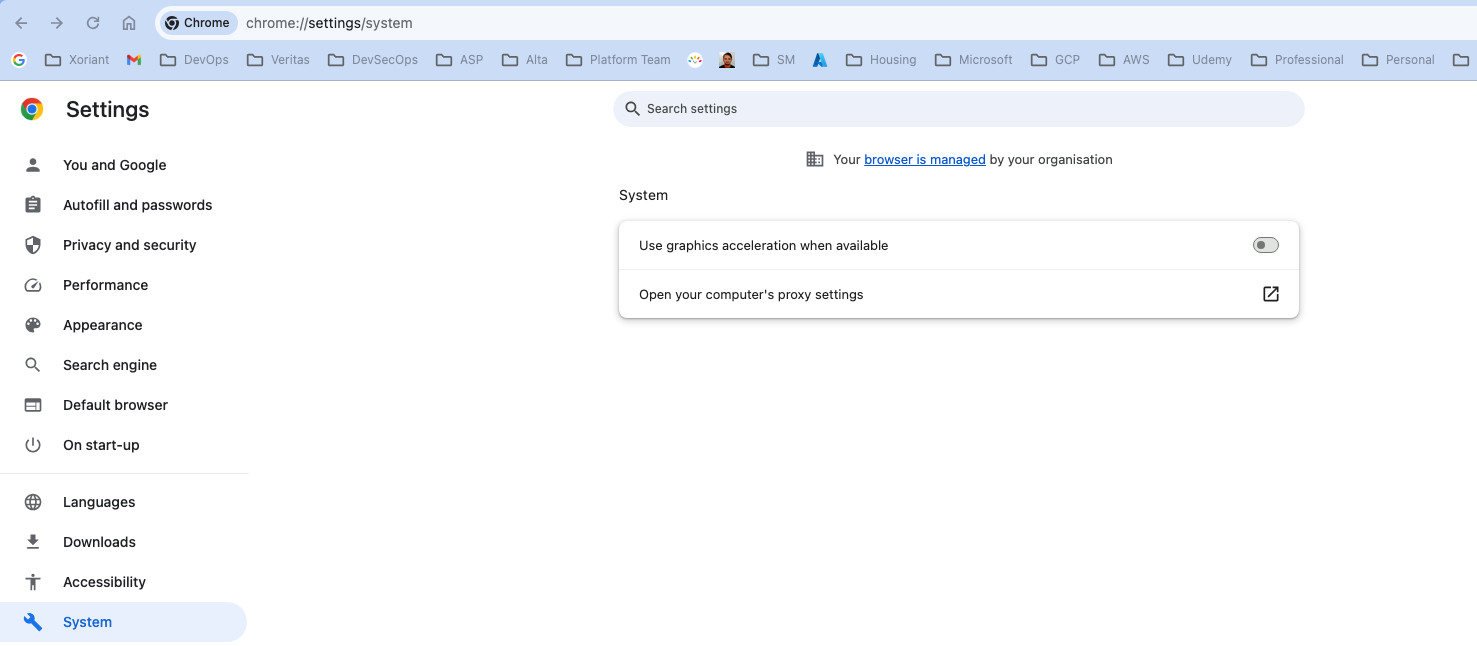 Chrome chrome://settings/system
Xoriant DevOps Veritas DevSecOps ASP Alta Platform Team SM Housing Microsoft GCP AWS Udemy Professional Personal
Settings
Search settings
You and Google
Your browser is managed by your organisation
Autofill and passwords
System
Privacy and security
Use graphics acceleration when available
Performance
Open your computer's proxy settings
Appearance
Search engine
Default browser
On start-up
Languages
Downloads
Accessibility
System